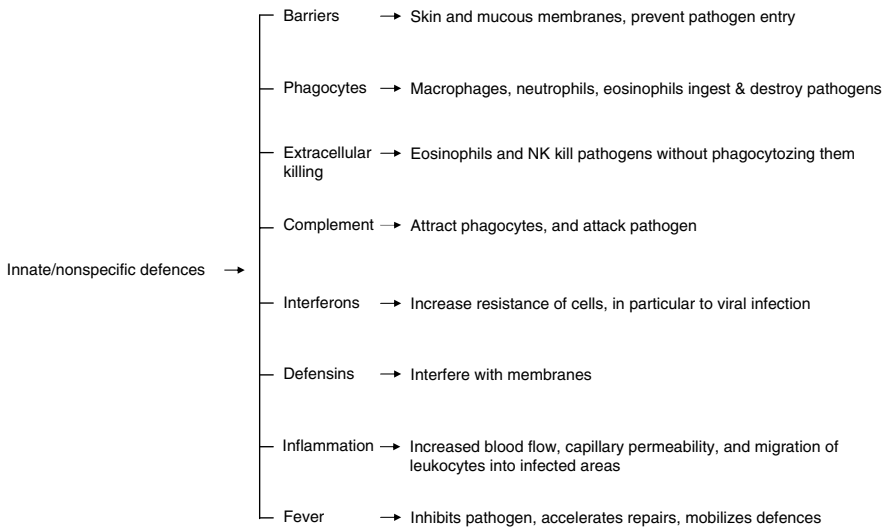 Barriers → Skin and mucous membranes, prevent pathogen entry
Phagocytes → Macrophages, neutrophils, eosinophils ingest & destroy pathogens
Extracellular → Eosinophils and NK kill pathogens without phagocytozing them
killing
Complement → Attract phagocytes, and attack pathogen
Innate/nonspecific defences →
Interferons → Increase resistance of cells, in particular to viral infection
Defensins → Interfere with membranes
Inflammation → Increased blood flow, capillary permeability, and migration of
leukocytes into infected areas
Fever → Inhibits pathogen, accelerates repairs, mobilizes defences